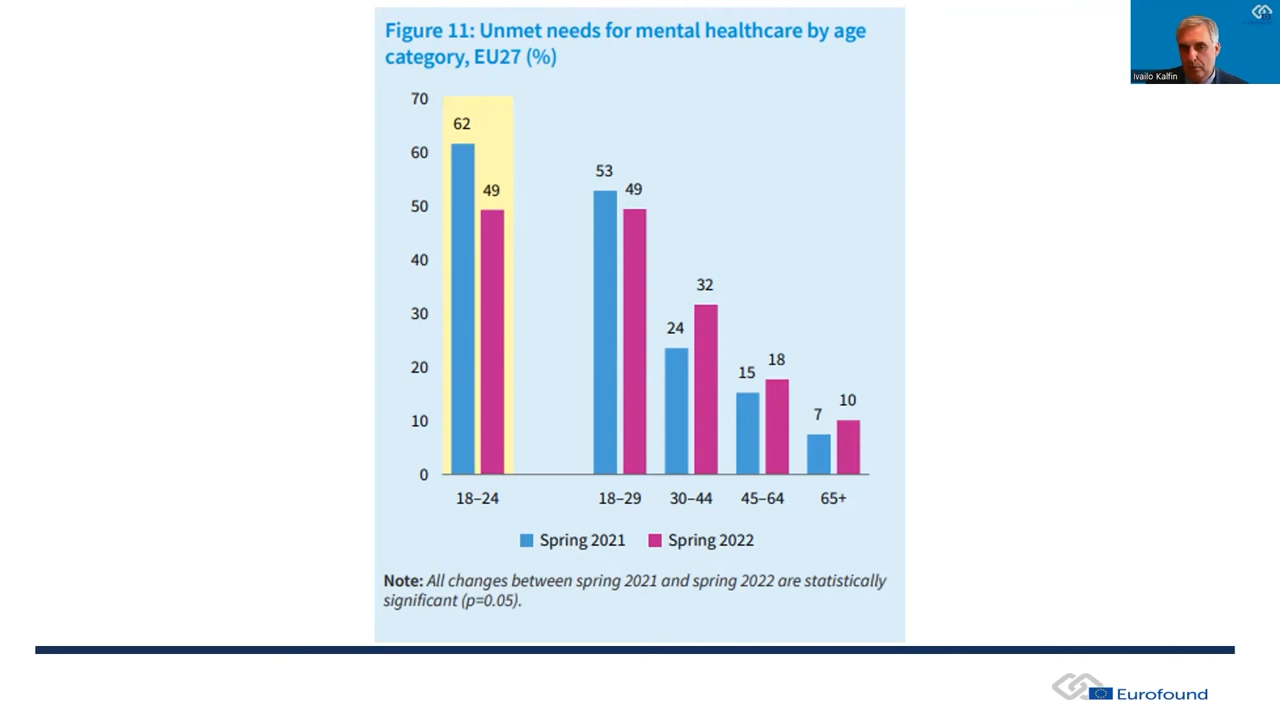 Figure 11: Unmet needs for mental healthcare by age
category, EU27 (%)
Ivailo Kalfin
70
60
50
40
30
20
10
0
62
49
53
49
24
32
15
18
7
10
18–24
18–29
30–44
45–64
65+
Spring 2021
Spring 2022
Note: All changes between spring 2021 and spring 2022 are statistically
significant (p=0.05).
Eurofound